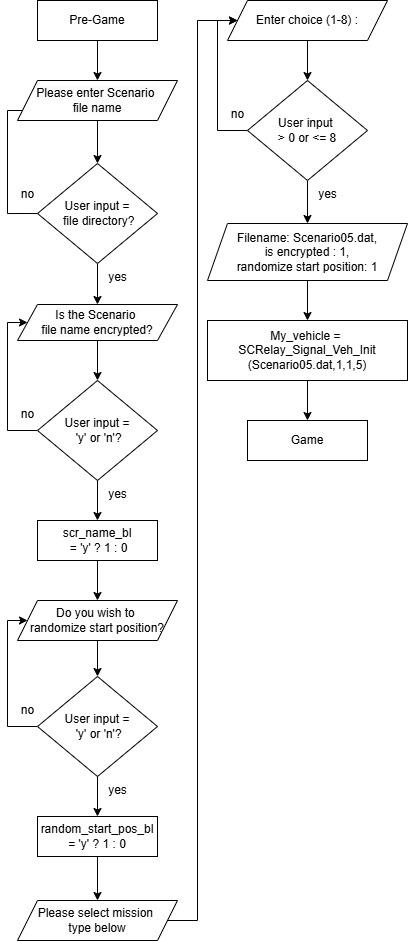 Pre-Game
Please enter Scenario
file name
no
User input =
file directory?
yes
Is the Scenario
file name encrypted?
no
User input =
'y' or 'n'?
yes
scr_name_bl
= 'y' ? 1 : 0
Do you wish to
randomize start position?
no
User input =
'y' or 'n'?
yes
random_start_pos_bl
= 'y' ? 1 : 0
Please select mission
type below
Enter choice (1-8) :
no
User input
> 0 or <= 8
yes
Filename: Scenario05.dat,
is encrypted : 1,
randomize start position: 1
My_vehicle =
SCRelay_Signal_Veh_Init
(Scenario05.dat,1,1,5)
Game